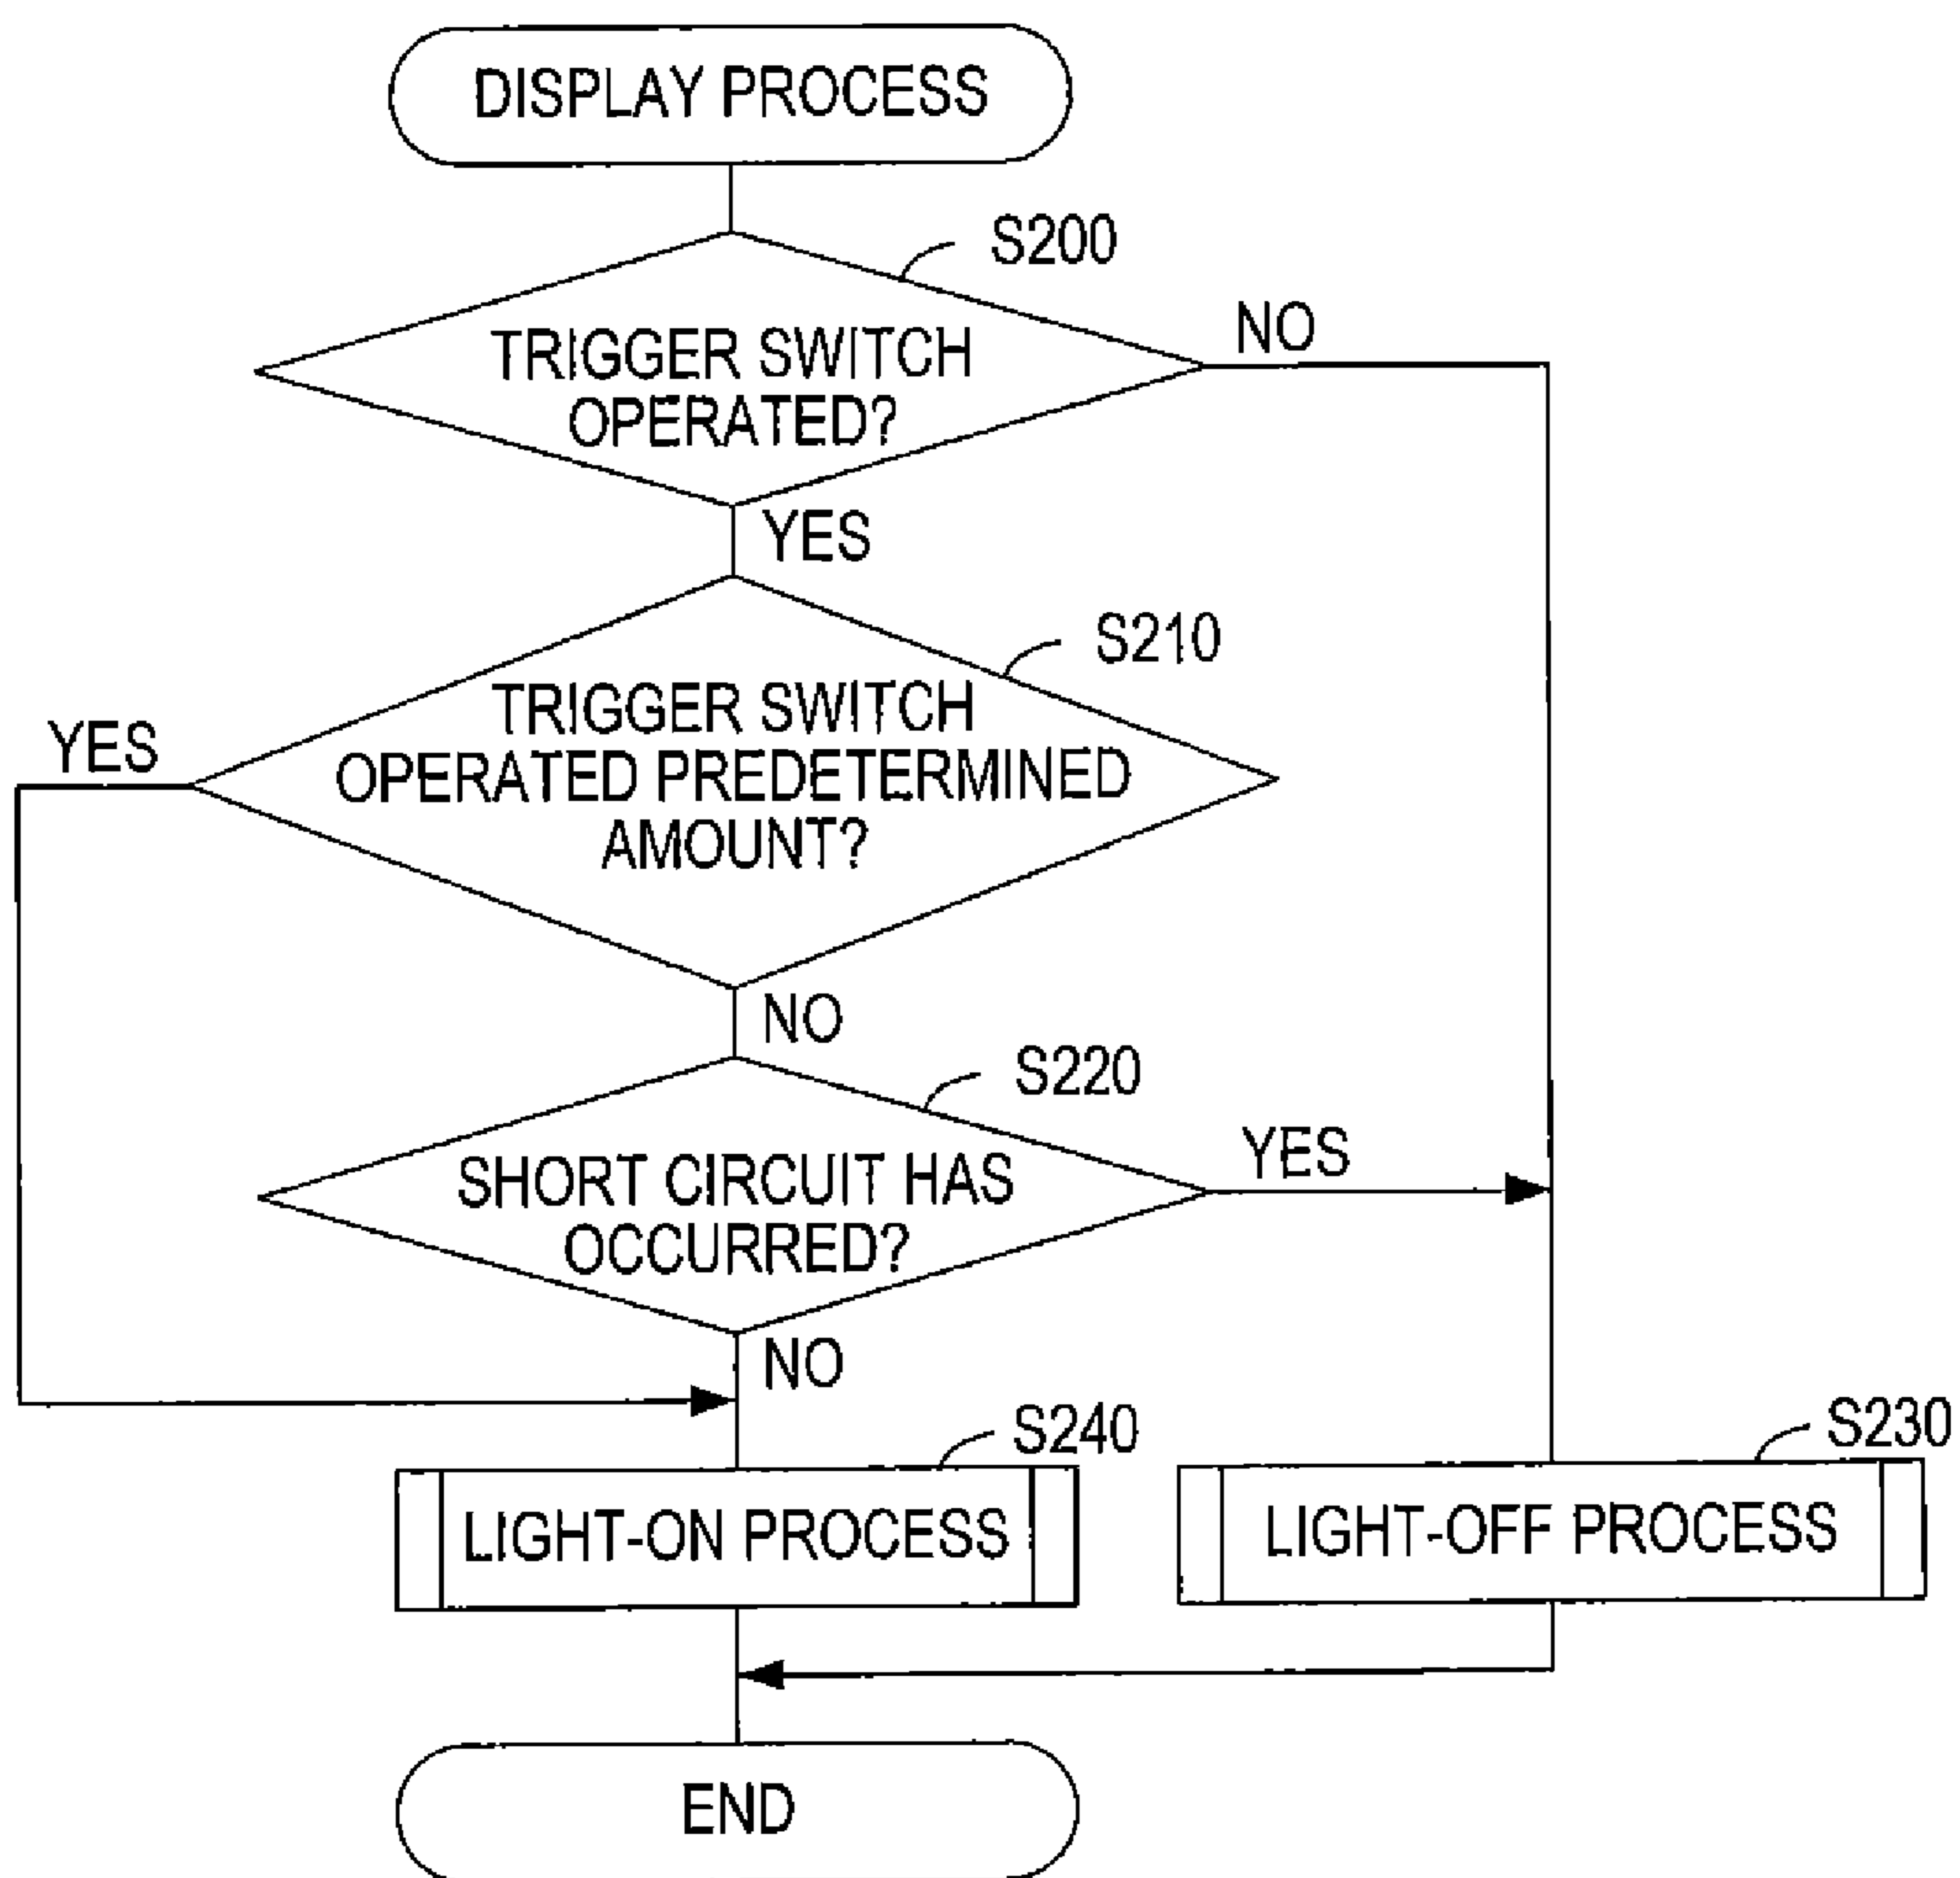 DISPLAY PROCESS
S200
TRIGGER SWITCH
OPERATED?
NO
YES
S210
TRIGGER SWITCH
OPERATED PREDETERMINED
AMOUNT?
YES
NO
S220
SHORT CIRCUIT HAS
OCCURRED?
YES
NO
S240
LIGHT-ON PROCESS
S230
LIGHT-OFF PROCESS
END